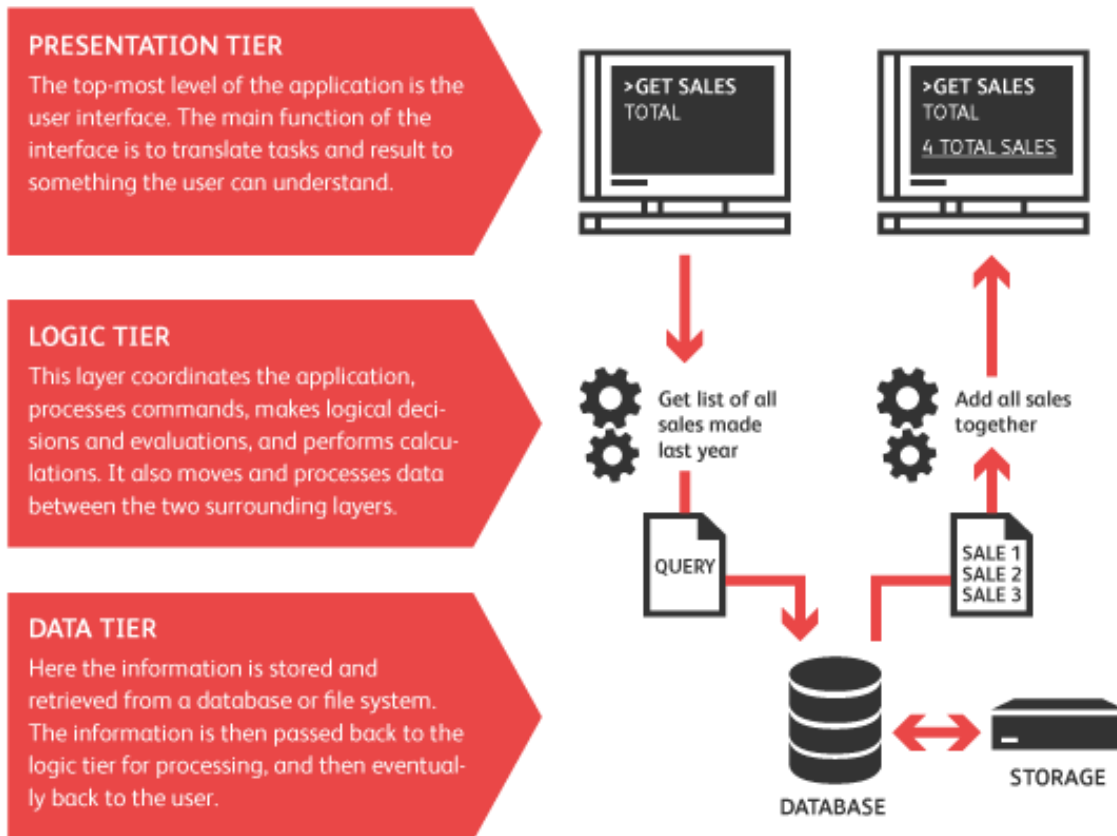 PRESENTATION TIER
The top-most level of the application is the
user interface. The main function of the
interface is to translate tasks and result to
something the user can understand.
>GET SALES
TOTAL
>GET SALES
TOTAL
4 TOTAL SALES
LOGIC TIER
This layer coordinates the application,
processes commands, makes logical deci-
sions and evaluations, and performs calcu-
lations. It also moves and processes data
between the two surrounding layers.
Get list of all
sales made
last year
Add all sales
together
QUERY
SALE 1
SALE 2
SALE 3
DATA TIER
Here the information is stored and
retrieved from a database or file system.
The information is then passed back to the
logic tier for processing, and then eventual-
ly back to the user.
DATABASE
STORAGE